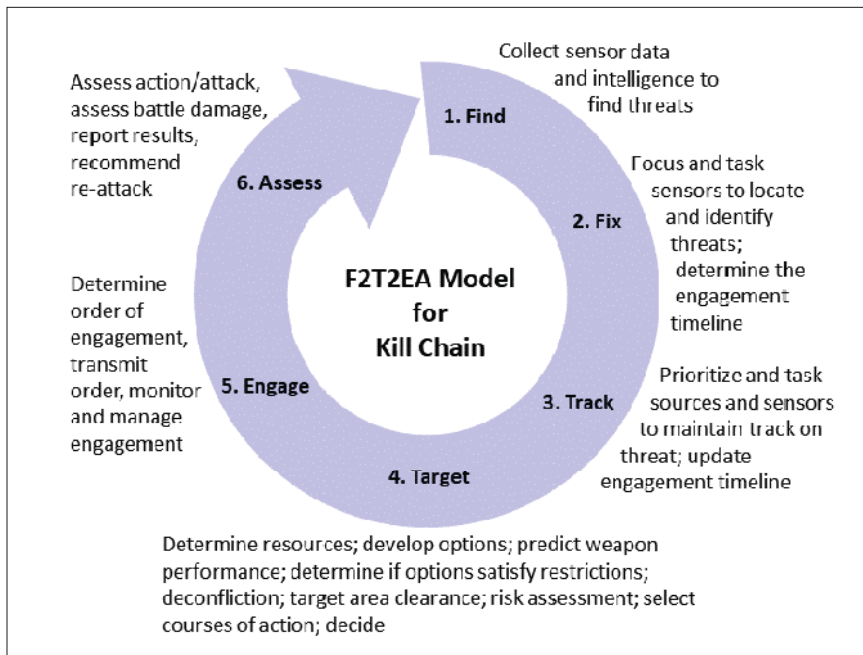 Collect sensor data
and intelligence to
find threats
1. Find
Focus and task
sensors to locate
and identify
threats;
determine the
engagement
timeline
2. Fix
Prioritize and task
sources and sensors
to maintain track on
threat; update
engagement timeline
3. Track
4. Target
Determine resources; develop options; predict weapon
performance; determine if options satisfy restrictions;
deconfliction; target area clearance; risk assessment; select
courses of action; decide
Determine
order of
engagement,
transmit
order, monitor
and manage
engagement
5. Engage
Assess action/attack,
assess battle damage,
report results,
recommend
re-attack
6. Assess
F2T2EA Model
for
Kill Chain